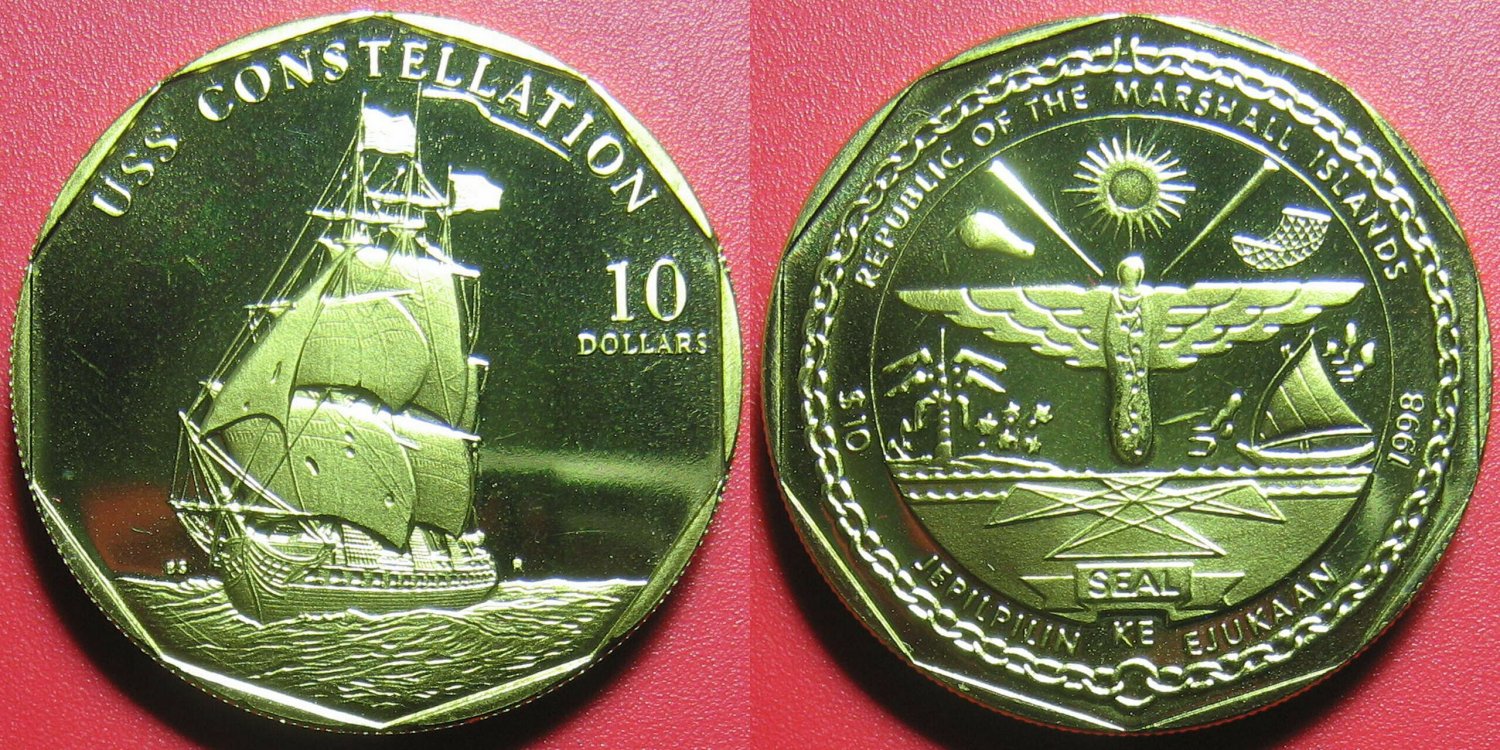 USS CONSTELLATION
10
DOLLARS
R
REPUBLIC OF THE MARSHALL ISLANDS
$10
1998
SEAL
JEPILPILIN KE EJUKAAN